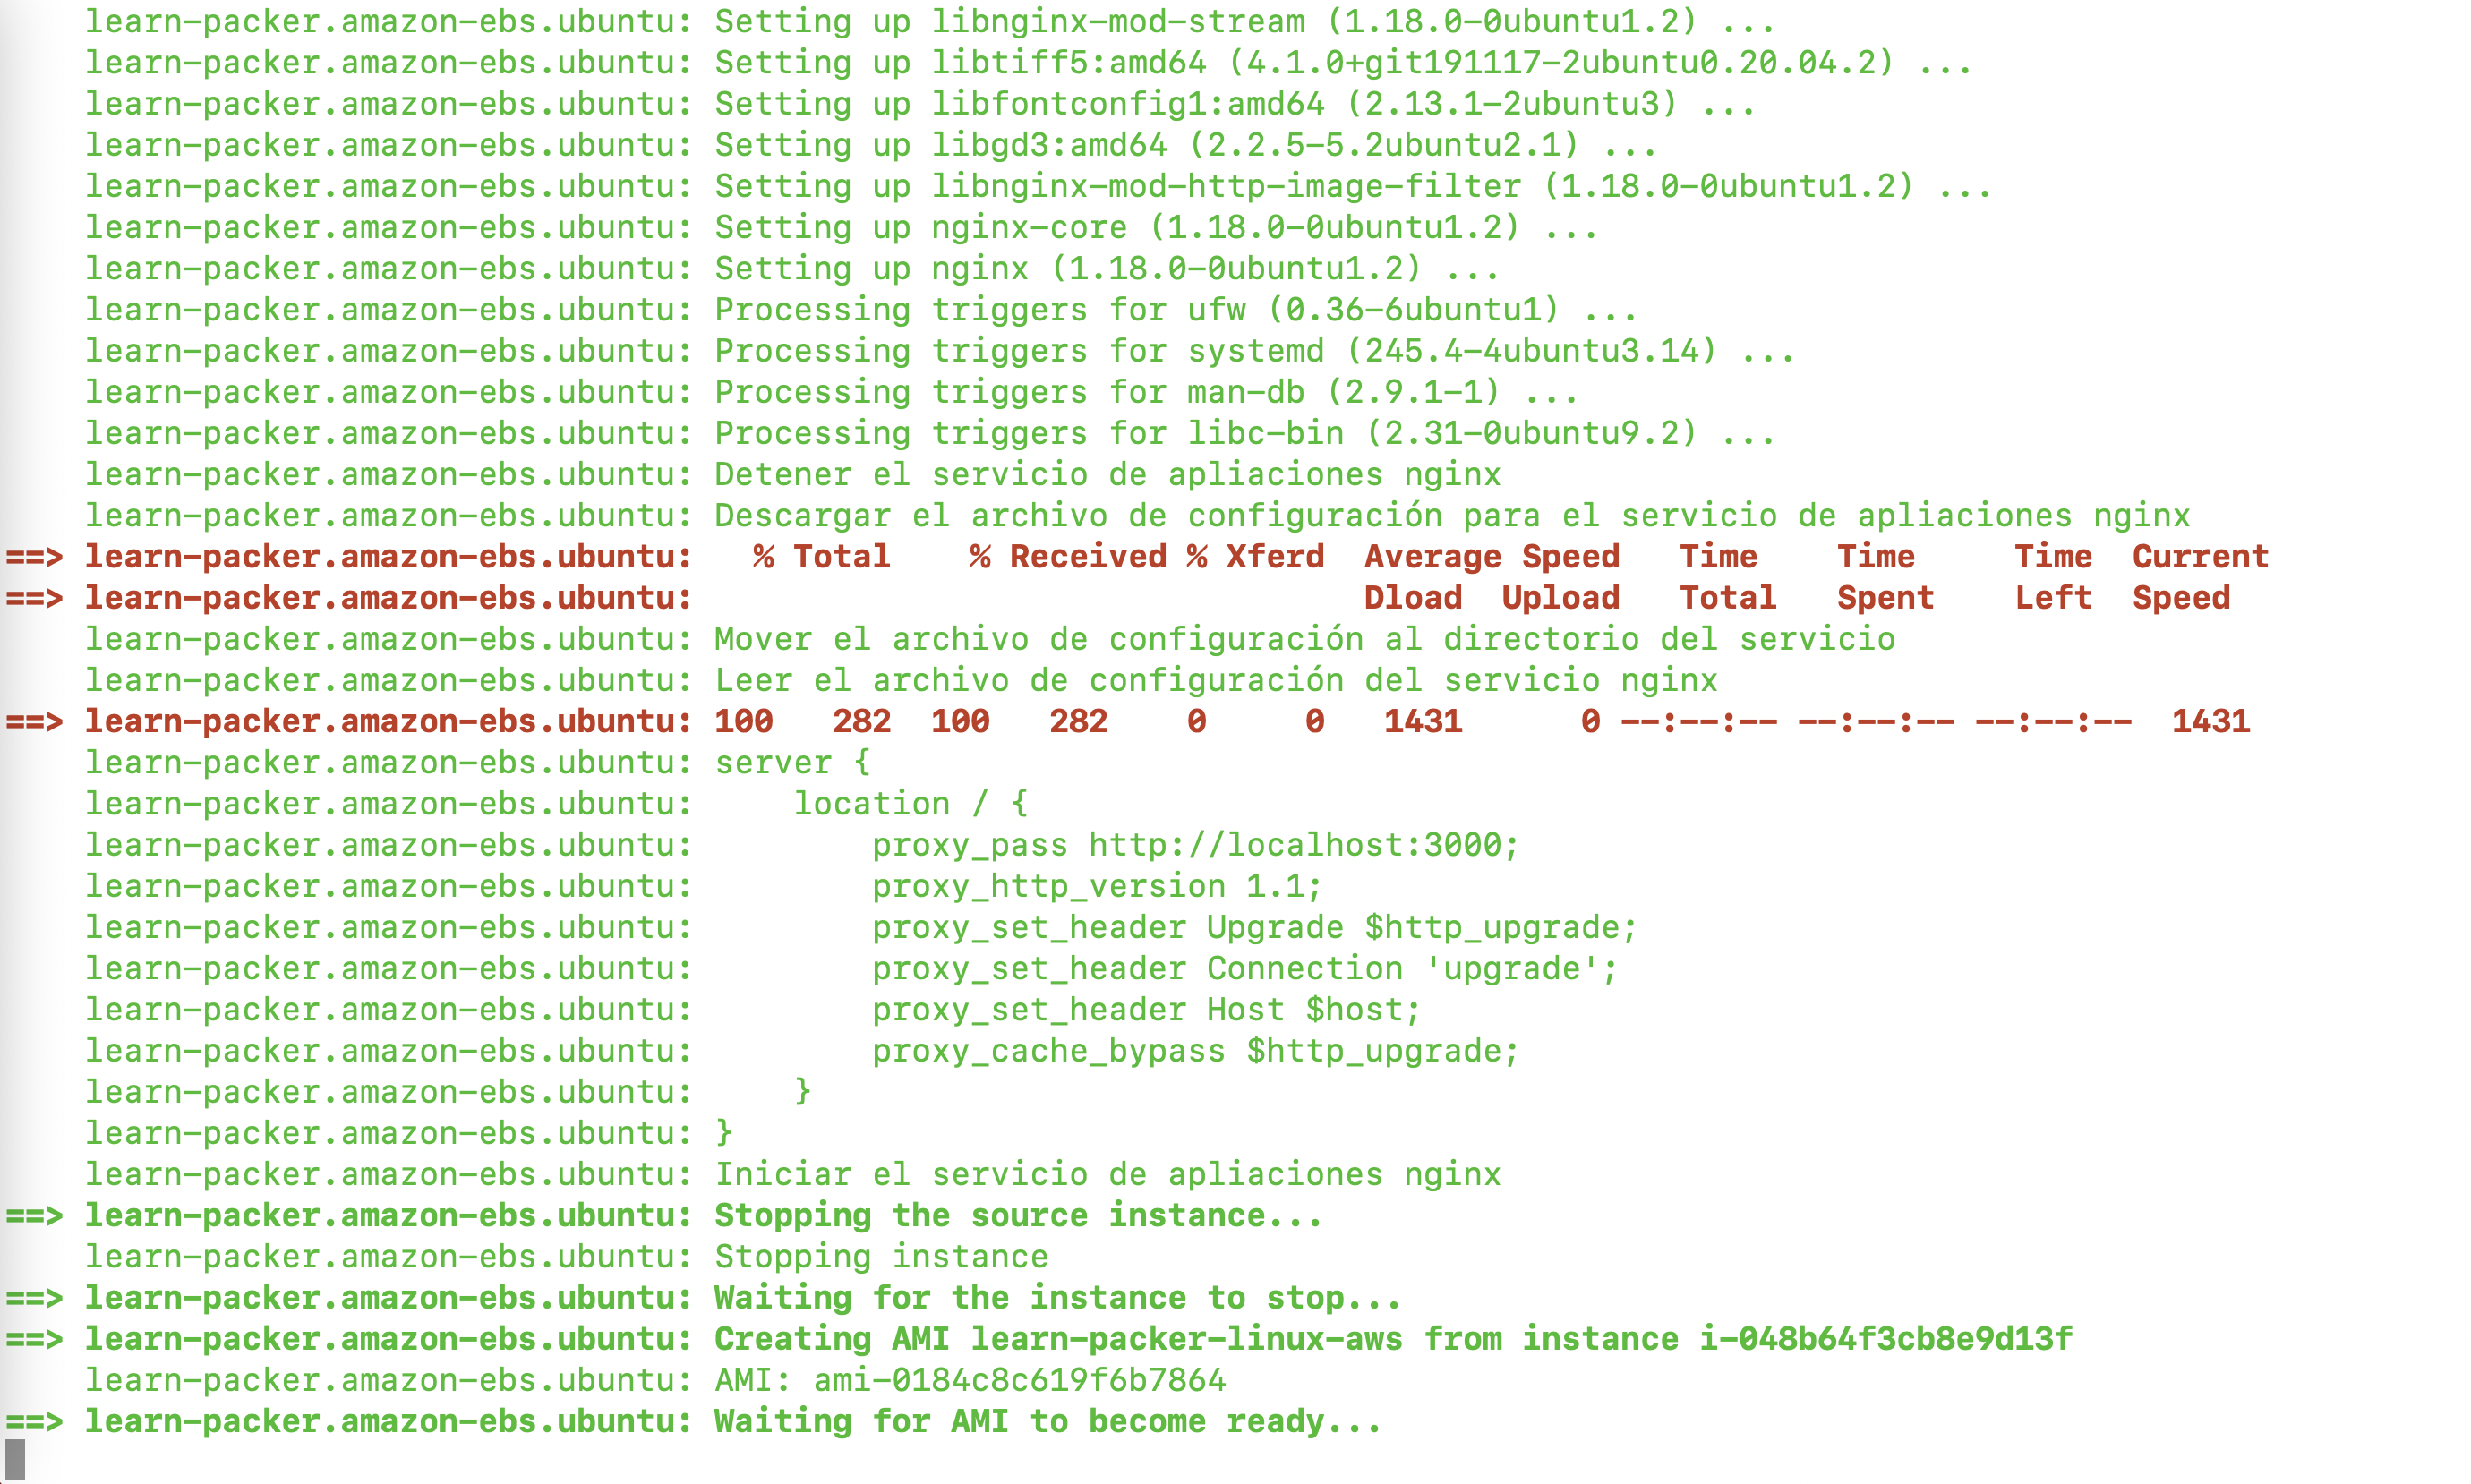 learn-packer.amazon-ebs.ubuntu: Setting up libnginx-mod-stream (1.18.0-0ubuntu1.2) ...
learn-packer.amazon-ebs.ubuntu: Setting up libtiff5:amd64 (4.1.0+git191117-2ubuntu0.20.04.2) ...
learn-packer.amazon-ebs.ubuntu: Setting up libfontconfig1:amd64 (2.13.1-2ubuntu3) ...
learn-packer.amazon-ebs.ubuntu: Setting up libgd3:amd64 (2.2.5-5.2ubuntu2.1) ...
learn-packer.amazon-ebs.ubuntu: Setting up libnginx-mod-http-image-filter (1.18.0-0ubuntu1.2) ...
learn-packer.amazon-ebs.ubuntu: Setting up nginx-core (1.18.0-0ubuntu1.2) ...
learn-packer.amazon-ebs.ubuntu: Setting up nginx (1.18.0-0ubuntu1.2) ...
learn-packer.amazon-ebs.ubuntu: Processing triggers for ufw (0.36-6ubuntu1) ...
learn-packer.amazon-ebs.ubuntu: Processing triggers for systemd (245.4-4ubuntu3.14) ...
learn-packer.amazon-ebs.ubuntu: Processing triggers for man-db (2.9.1-1) ...
learn-packer.amazon-ebs.ubuntu: Processing triggers for libc-bin (2.31-0ubuntu9.2) ...
learn-packer.amazon-ebs.ubuntu: Detener el servicio de apliaciones nginx
learn-packer.amazon-ebs.ubuntu: Descargar el archivo de configuración para el servicio de apliaciones nginx
==> learn-packer.amazon-ebs.ubuntu:   % Total    % Received % Xferd  Average Speed   Time    Time     Time  Current
==> learn-packer.amazon-ebs.ubuntu:                                  Dload  Upload   Total   Spent    Left  Speed
learn-packer.amazon-ebs.ubuntu: Mover el archivo de configuración al directorio del servicio
learn-packer.amazon-ebs.ubuntu: Leer el archivo de configuración del servicio nginx
==> learn-packer.amazon-ebs.ubuntu: 100   282  100   282    0     0   1431      0 --:--:-- --:--:-- --:--:--  1431
learn-packer.amazon-ebs.ubuntu: server {
learn-packer.amazon-ebs.ubuntu:     location / {
learn-packer.amazon-ebs.ubuntu:         proxy_pass http://localhost:3000;
learn-packer.amazon-ebs.ubuntu:         proxy_http_version 1.1;
learn-packer.amazon-ebs.ubuntu:         proxy_set_header Upgrade $http_upgrade;
learn-packer.amazon-ebs.ubuntu:         proxy_set_header Connection 'upgrade';
learn-packer.amazon-ebs.ubuntu:         proxy_set_header Host $host;
learn-packer.amazon-ebs.ubuntu:         proxy_cache_bypass $http_upgrade;
learn-packer.amazon-ebs.ubuntu:     }
learn-packer.amazon-ebs.ubuntu: }
learn-packer.amazon-ebs.ubuntu: Iniciar el servicio de apliaciones nginx
==> learn-packer.amazon-ebs.ubuntu: Stopping the source instance...
learn-packer.amazon-ebs.ubuntu: Stopping instance
==> learn-packer.amazon-ebs.ubuntu: Waiting for the instance to stop...
==> learn-packer.amazon-ebs.ubuntu: Creating AMI learn-packer-linux-aws from instance i-048b64f3cb8e9d13f
learn-packer.amazon-ebs.ubuntu: AMI: ami-0184c8c619f6b7864
==> learn-packer.amazon-ebs.ubuntu: Waiting for AMI to become ready...